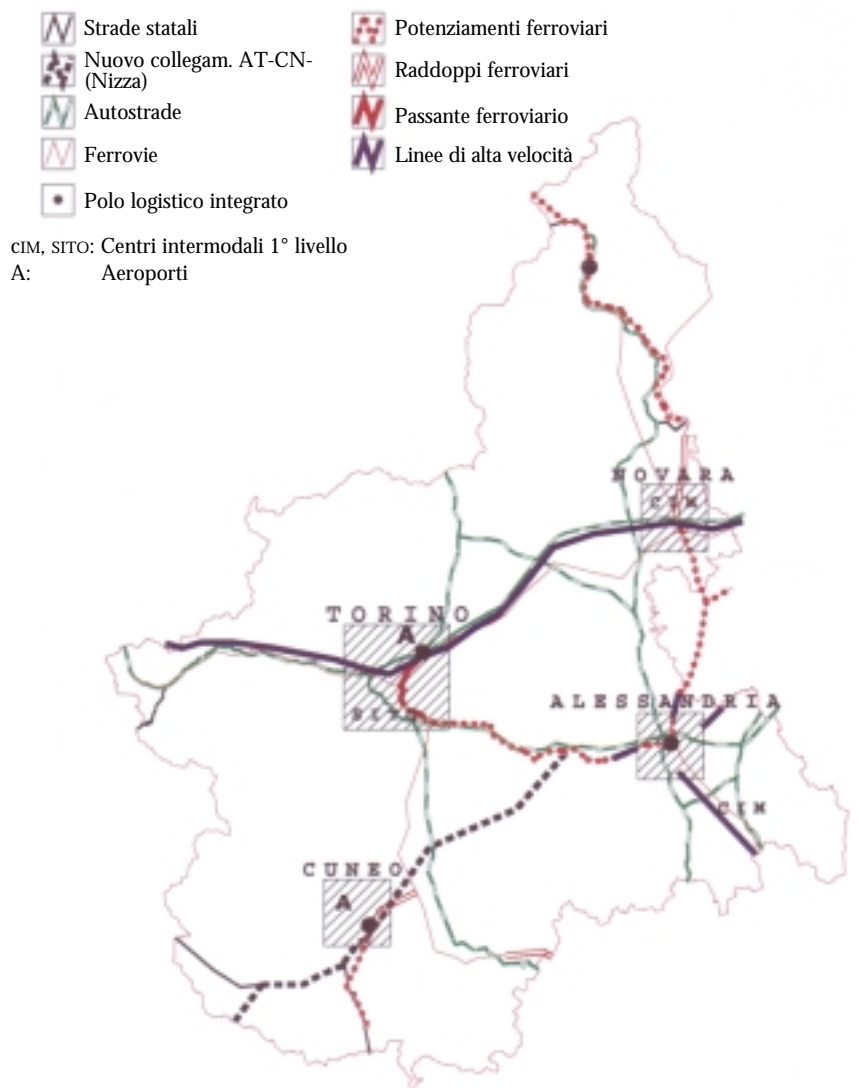 Strade statali
Nuovo collegam. AT-CN-
(Nizza)
Autostrade
Ferrovie
Polo logistico integrato
Potenziamenti ferroviari
Raddoppi ferroviari
Passante ferroviario
Linee di alta velocità
CIM, SITO: Centri intermodali 1° livello
A: Aeroporti
NOVARA
CIM
TORINO
A
ALESSANDRIA
CIM
CUNEO
A